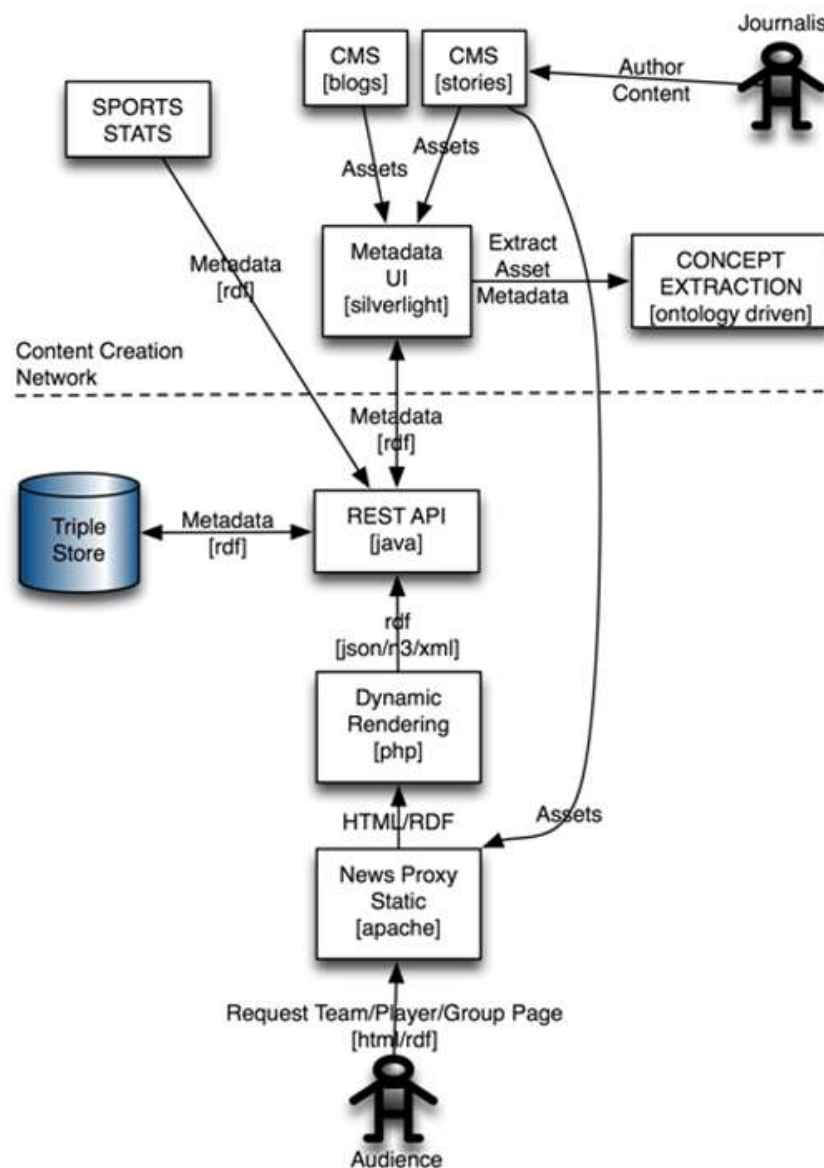 Journalis
CMS
[blogs]
CMS
[stories]
Author
Content
SPORTS
STATS
Assets
Assets
Metadata
[rdf]
Metadata
UI
[silverlight]
Extract
Asset
Metadata
CONCEPT
EXTRACTION
[ontology driven]
Content Creation
Network
Metadata
[rdf]
Triple
Store
Metadata
[rdf]
REST API
[java]
rdf
[json/n3/xml]
Dynamic
Rendering
[php]
HTML/RDF
Assets
News Proxy
Static
[apache]
Request Team/Player/Group Page
[html/rdf]
Audience